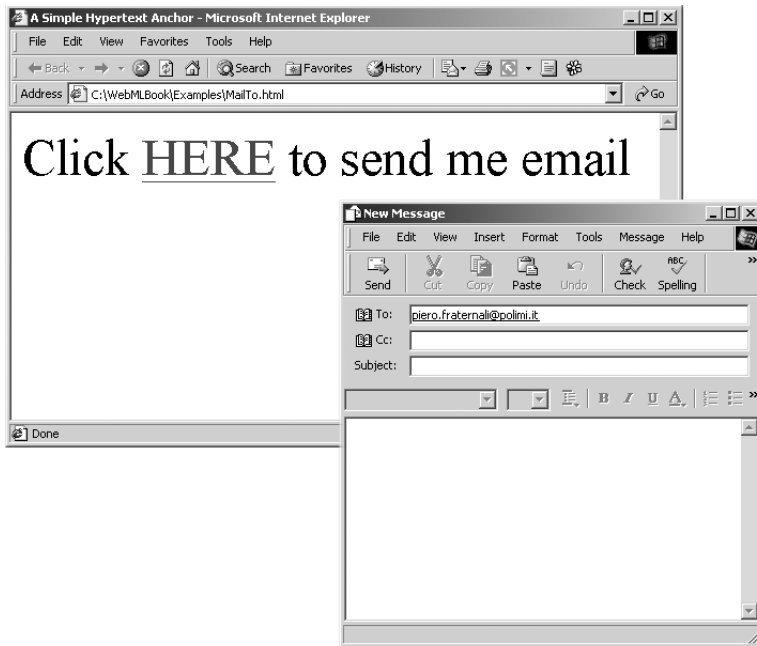 A Simple Hypertext Anchor - Microsoft Internet Explorer
File Edit View Favorites Tools Help
Back Search Favorites History
Address C:\WebMLBook\Examples\MailTo.html Go
Click HERE to send me email
Done
New Message
File Edit View Insert Format Tools Message Help
ABC
Send Cut Copy Paste Undo Check Spelling
To: piero.fraternali@polimi.it
Cc:
Subject:
B I U A